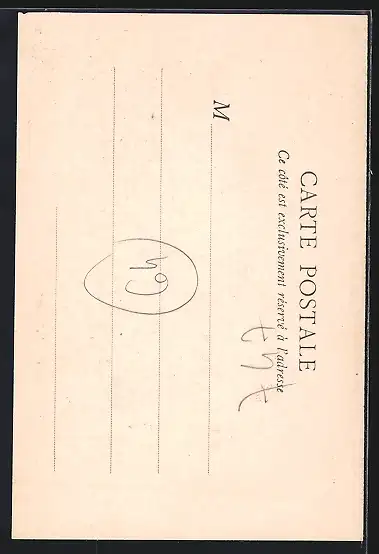 CARTE POSTALE
Ce côté est exclusivement réservé à l'adresse
M